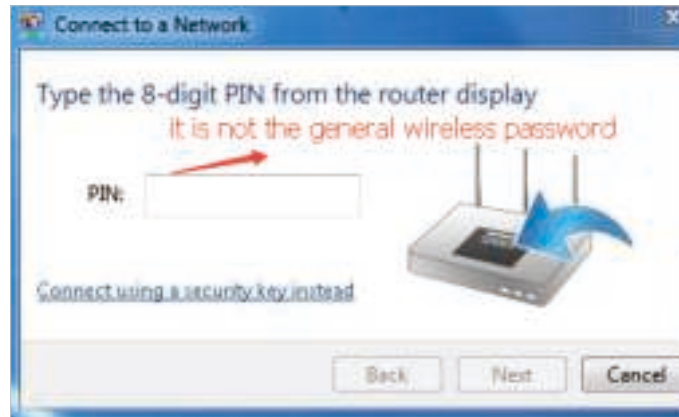 Connect to a Network
Type the 8-digit PIN from the router display
it is not the general wireless password
PIN:
Connect using a security key instead
Back
Next
Cancel